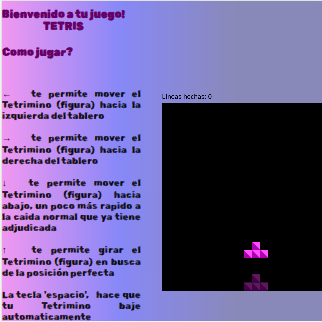 Bienvenido a tu juego!
TETRIS
Como jugar?
← te permite mover el
Tetrimino (figura) hacia la
izquierda del tablero
→ te permite mover el
Tetrimino (figura) hacia la
derecha del tablero
↓ te permite mover el
Tetrimino (figura) hacia
abajo, un poco más rapido a
la caida normal que ya tiene
adjudicada
↑ te permite girar el
Tetrimino (figura) en busca
de la posición perfecta
La tecla 'espacio', hace que
tu Tetrimino baje
automaticamente
Lineas hechas: 0